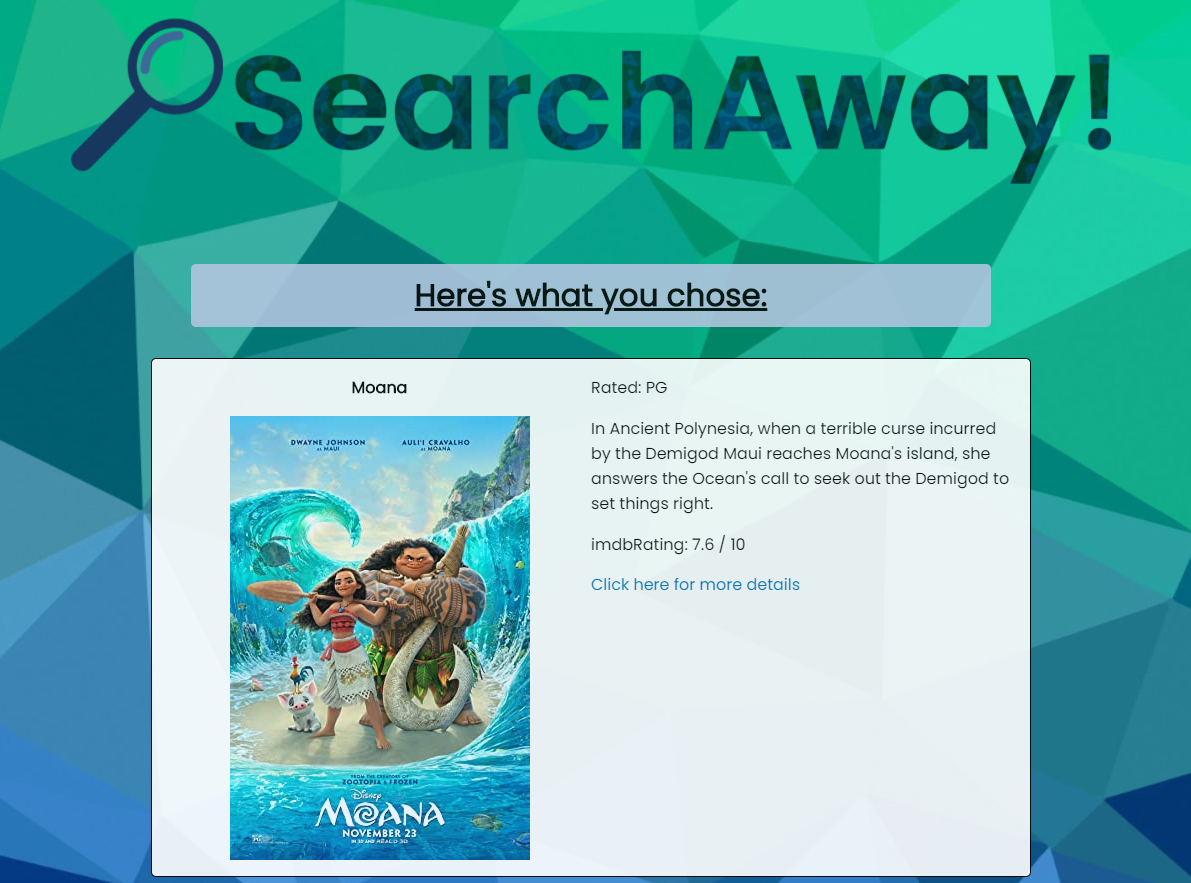 SearchAway!
Here's what you chose:
Moana
Rated: PG
In Ancient Polynesia, when a terrible curse incurred
by the Demigod Maui reaches Moana's island, she
answers the Ocean's call to seek out the Demigod to
set things right.
imdbRating: 7.6 / 10
Click here for more details
DWAYNE JOHNSON AULI'I CRAVALHO
AS MAUI AS MOANA
FROM THE CREATORS OF
ZOOTOPIA & FROZEN
Disney
MOANA
NOVEMBER 23
IN 3D AND REALD 3D